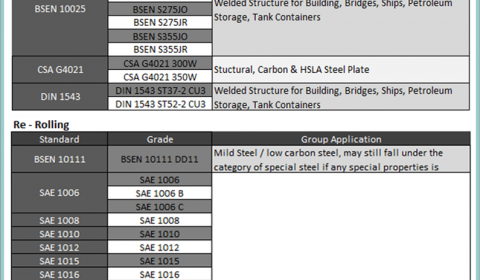 Welded Structure for Building, Bridges, Ships, Petroleum
Storage, Tank Containers
BSEN 10025
BSEN S275JO
BSEN S275JR
BSEN S355JO
BSEN S355JR
CSA G4021
CSA G4021 300W
CSA G4021 350W
Stuctural, Carbon & HSLA Steel Plate
DIN 1543
DIN 1543 ST37-2 CU3
DIN 1543 ST52-2 CU3
Welded Structure for Building, Bridges, Ships, Petroleum
Storage, Tank Containers
Re - Rolling
Standard Grade Group Application
BSEN 10111 BSEN 10111 DD11
Mild Steel / low carbon steel, may still fall under the
category of special steel if any special properties is
SAE 1006
SAE 1006
SAE 1006 B
SAE 1006 C
SAE 1008 SAE 1008
SAE 1010 SAE 1010
SAE 1012 SAE 1012
SAE 1015 SAE 1015
SAE 1016 SAE 1016